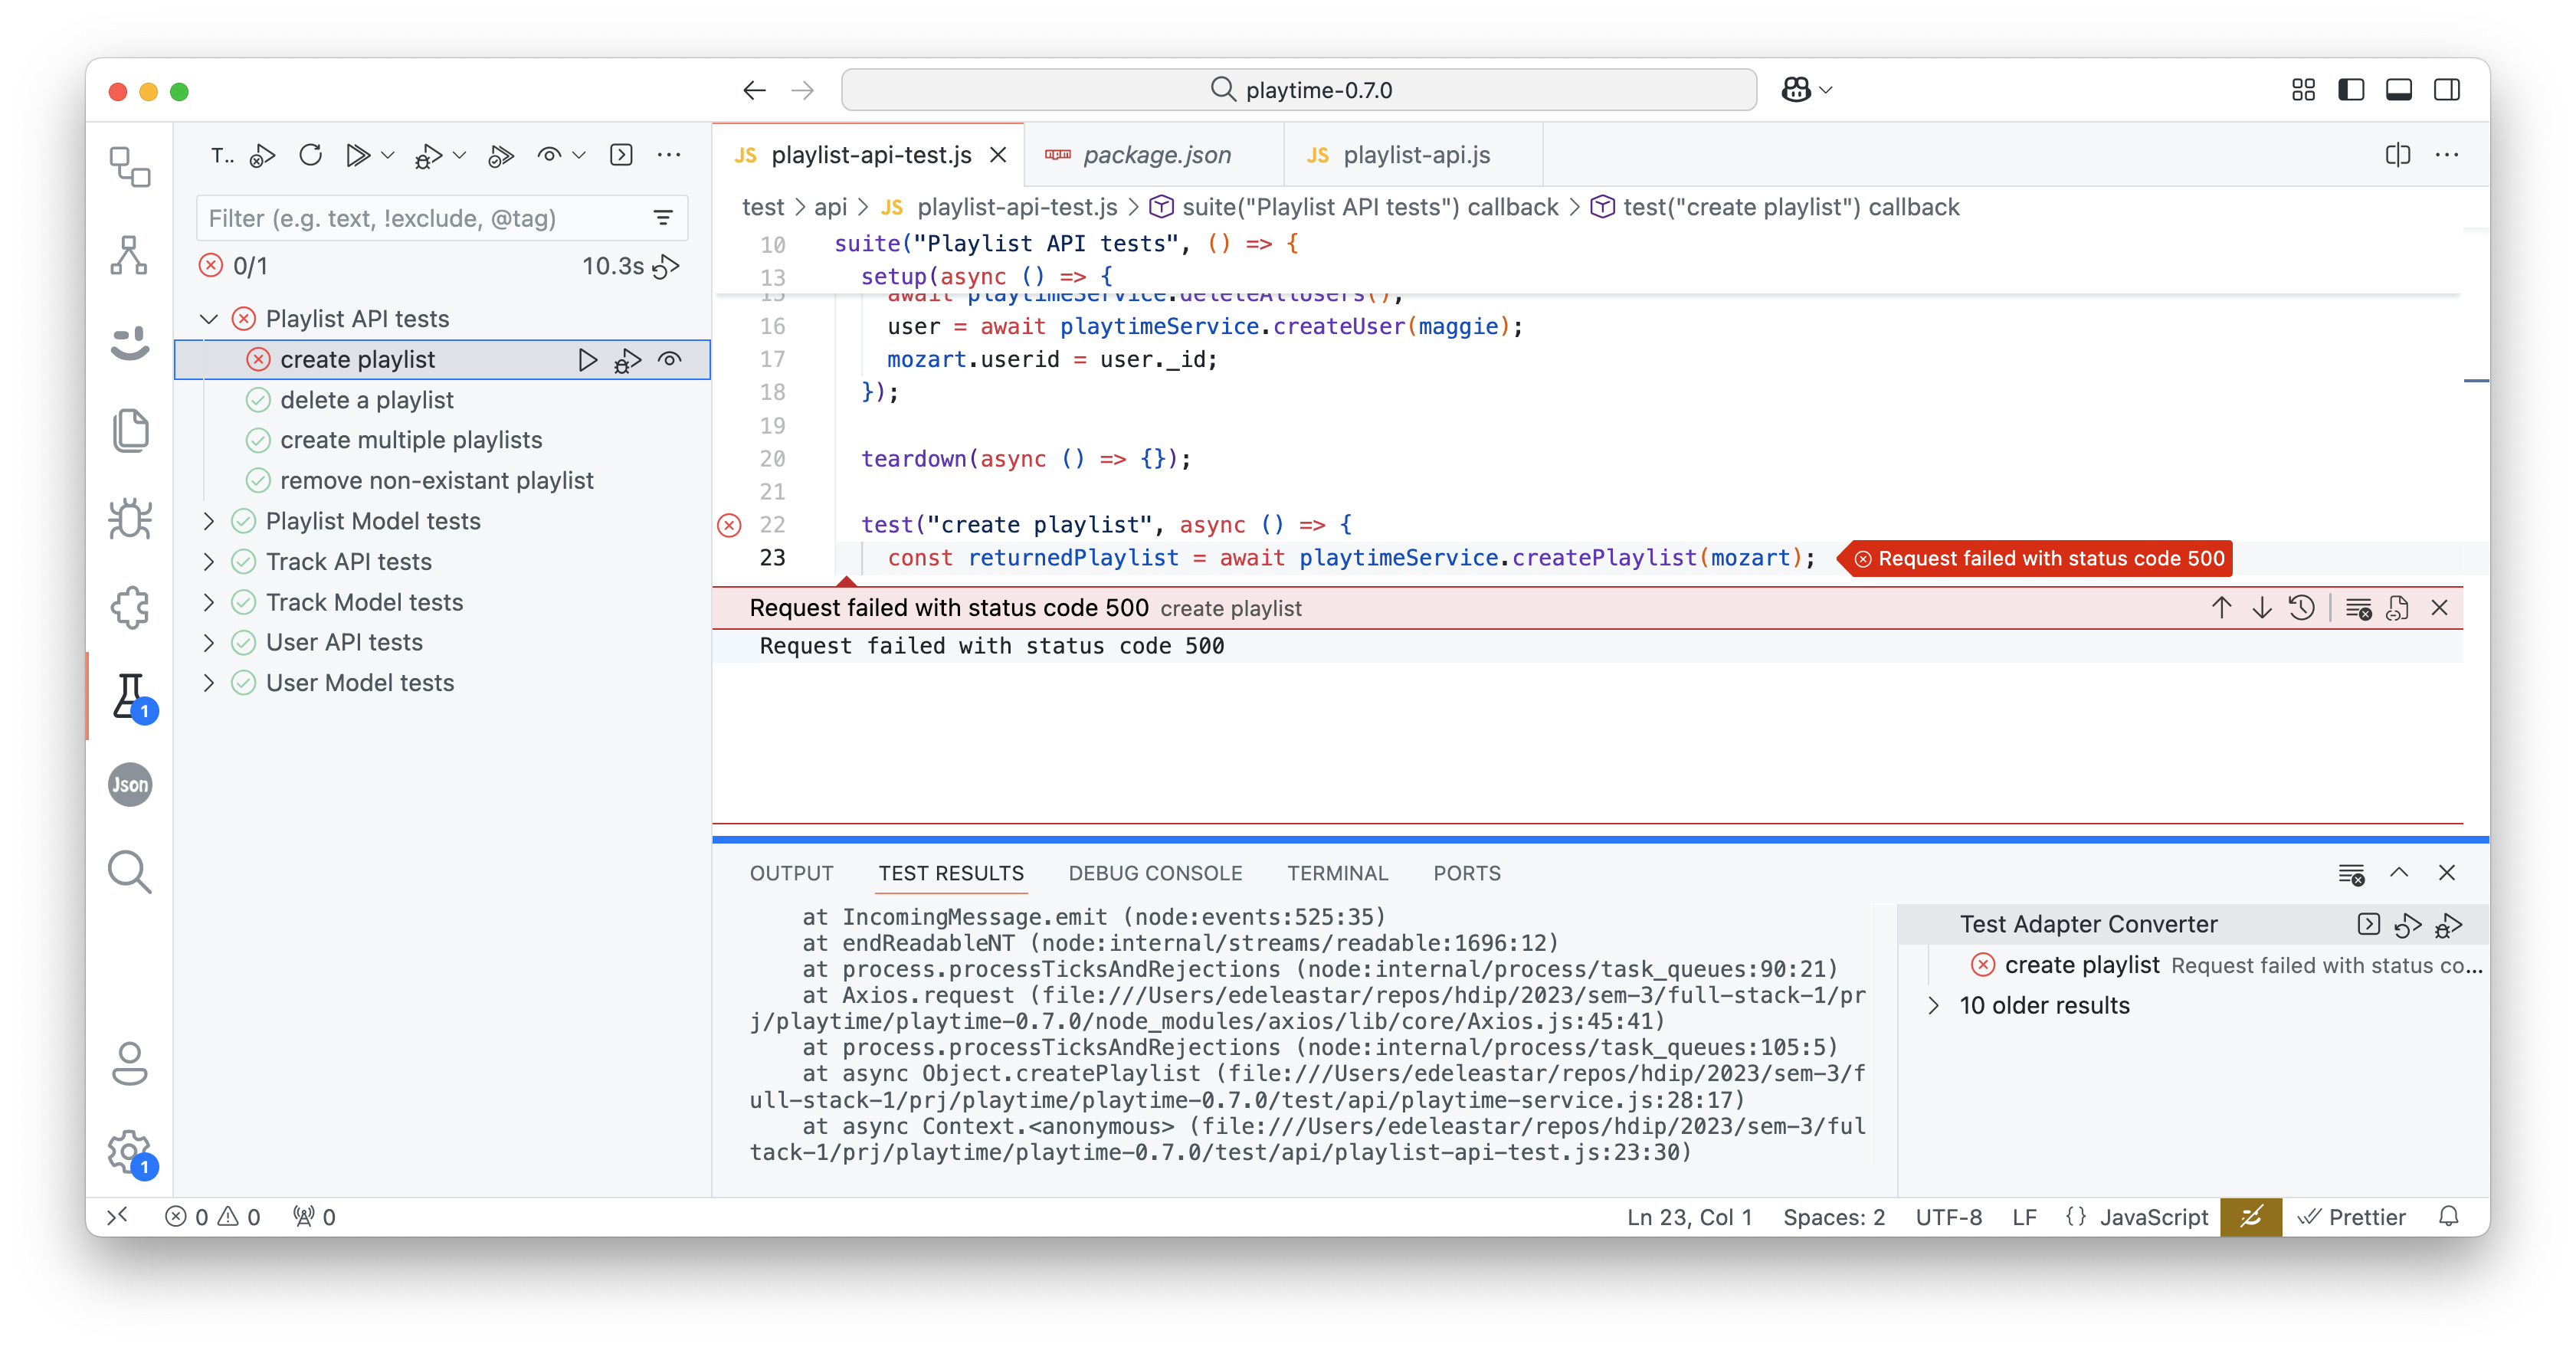 playtime-0.7.0
T..
Filter (e.g. text, !exclude, @tag)
0/1
10.3s
Playlist API tests
create playlist
delete a playlist
create multiple playlists
remove non-existant playlist
Playlist Model tests
Track API tests
Track Model tests
User API tests
User Model tests
1
Json
1
JS playlist-api-test.js
package.json
JS playlist-api.js
test > api > JS playlist-api-test.js > suite("Playlist API tests") callback > test("create playlist") callback
10 suite("Playlist API tests", () => {
13 setup(async () => {
15 await playtimeService.deleteAllUsers();
16 user = await playtimeService.createUser(maggie);
17 mozart.userid = user._id;
18 });
19
20 teardown(async () => {});
21
22 test("create playlist", async () => {
23 const returnedPlaylist = await playtimeService.createPlaylist(mozart); Request failed with status code 500
Request failed with status code 500 create playlist
Request failed with status code 500
OUTPUT TEST RESULTS DEBUG CONSOLE TERMINAL PORTS
at IncomingMessage.emit (node:events:525:35)
at endReadableNT (node:internal/streams/readable:1696:12)
at process.processTicksAndRejections (node:internal/process/task_queues:90:21)
at Axios.request (file:///Users/edeleastar/repos/hdip/2023/sem-3/full-stack-1/pr
j/playtime/playtime-0.7.0/node_modules/axios/lib/core/Axios.js:45:41)
at process.processTicksAndRejections (node:internal/process/task_queues:105:5)
at async Object.createPlaylist (file:///Users/edeleastar/repos/hdip/2023/sem-3/f
ull-stack-1/prj/playtime/playtime-0.7.0/test/api/playtime-service.js:28:17)
at async Context.<anonymous> (file:///Users/edeleastar/repos/hdip/2023/sem-3/ful
tack-1/prj/playtime/playtime-0.7.0/test/api/playlist-api-test.js:23:30)
Test Adapter Converter
create playlist Request failed with status co...
10 older results
0 0 0
Ln 23, Col 1 Spaces: 2 UTF-8 LF {} JavaScript Prettier